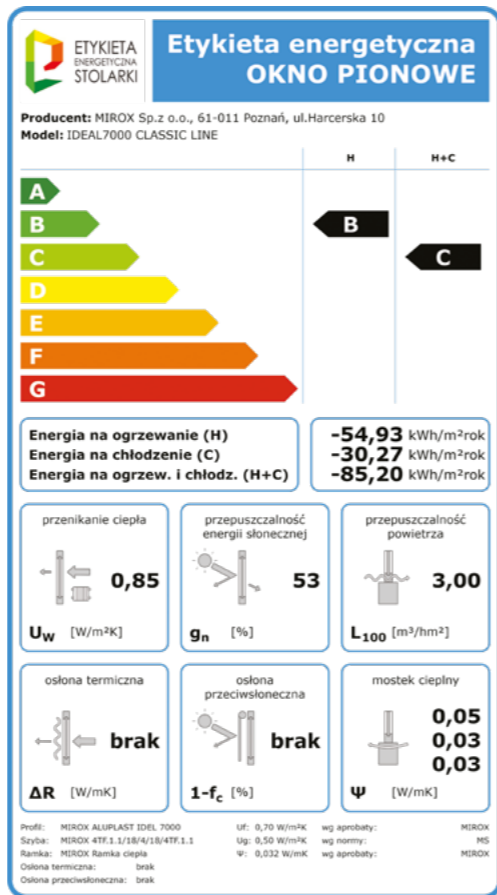 ETYKIETA
ENERGETYCZNA
STOLARKI
Etykieta energetyczna
OKNO PIONOWE
Producent: MIROX Sp.z o.o., 61-011 Poznań, ul.Harcerska 10
Model: IDEAL7000 CLASSIC LINE
H H+C
A
B B
C C
D
E
F
G
Energia na ogrzewanie (H) -54,93 kWh/m²rok
Energia na chłodzenie (C) -30,27 kWh/m²rok
Energia na ogrzew. i chłodz. (H+C) -85,20 kWh/m²rok
przenikanie ciepła
0,85
Uw [W/m²K]
przepuszczalność
energii słonecznej
53
gn [%]
przepuszczalność
powietrza
3,00
L100 [m³/hm²]
osłona termiczna
brak
ΔR [W/mK]
osłona
przeciwsłoneczna
brak
1-fc [%]
mostek cieplny
0,05
0,03
0,03
Ψ [W/mK]
Profil: MIROX ALUPLAST IDEL 7000 Uf: 0,70 W/m²K wg aprobaty: MIROX
Szyba: MIROX 4TF.1.1/18/4/18/4TF.1.1 Ug: 0,50 W/m²K wg normy: MS
Ramka: MIROX Ramka ciepła Ψ: 0,032 W/mK wg aprobaty: MIROX
Osłona termiczna: brak
Osłona przeciwsłoneczna: brak